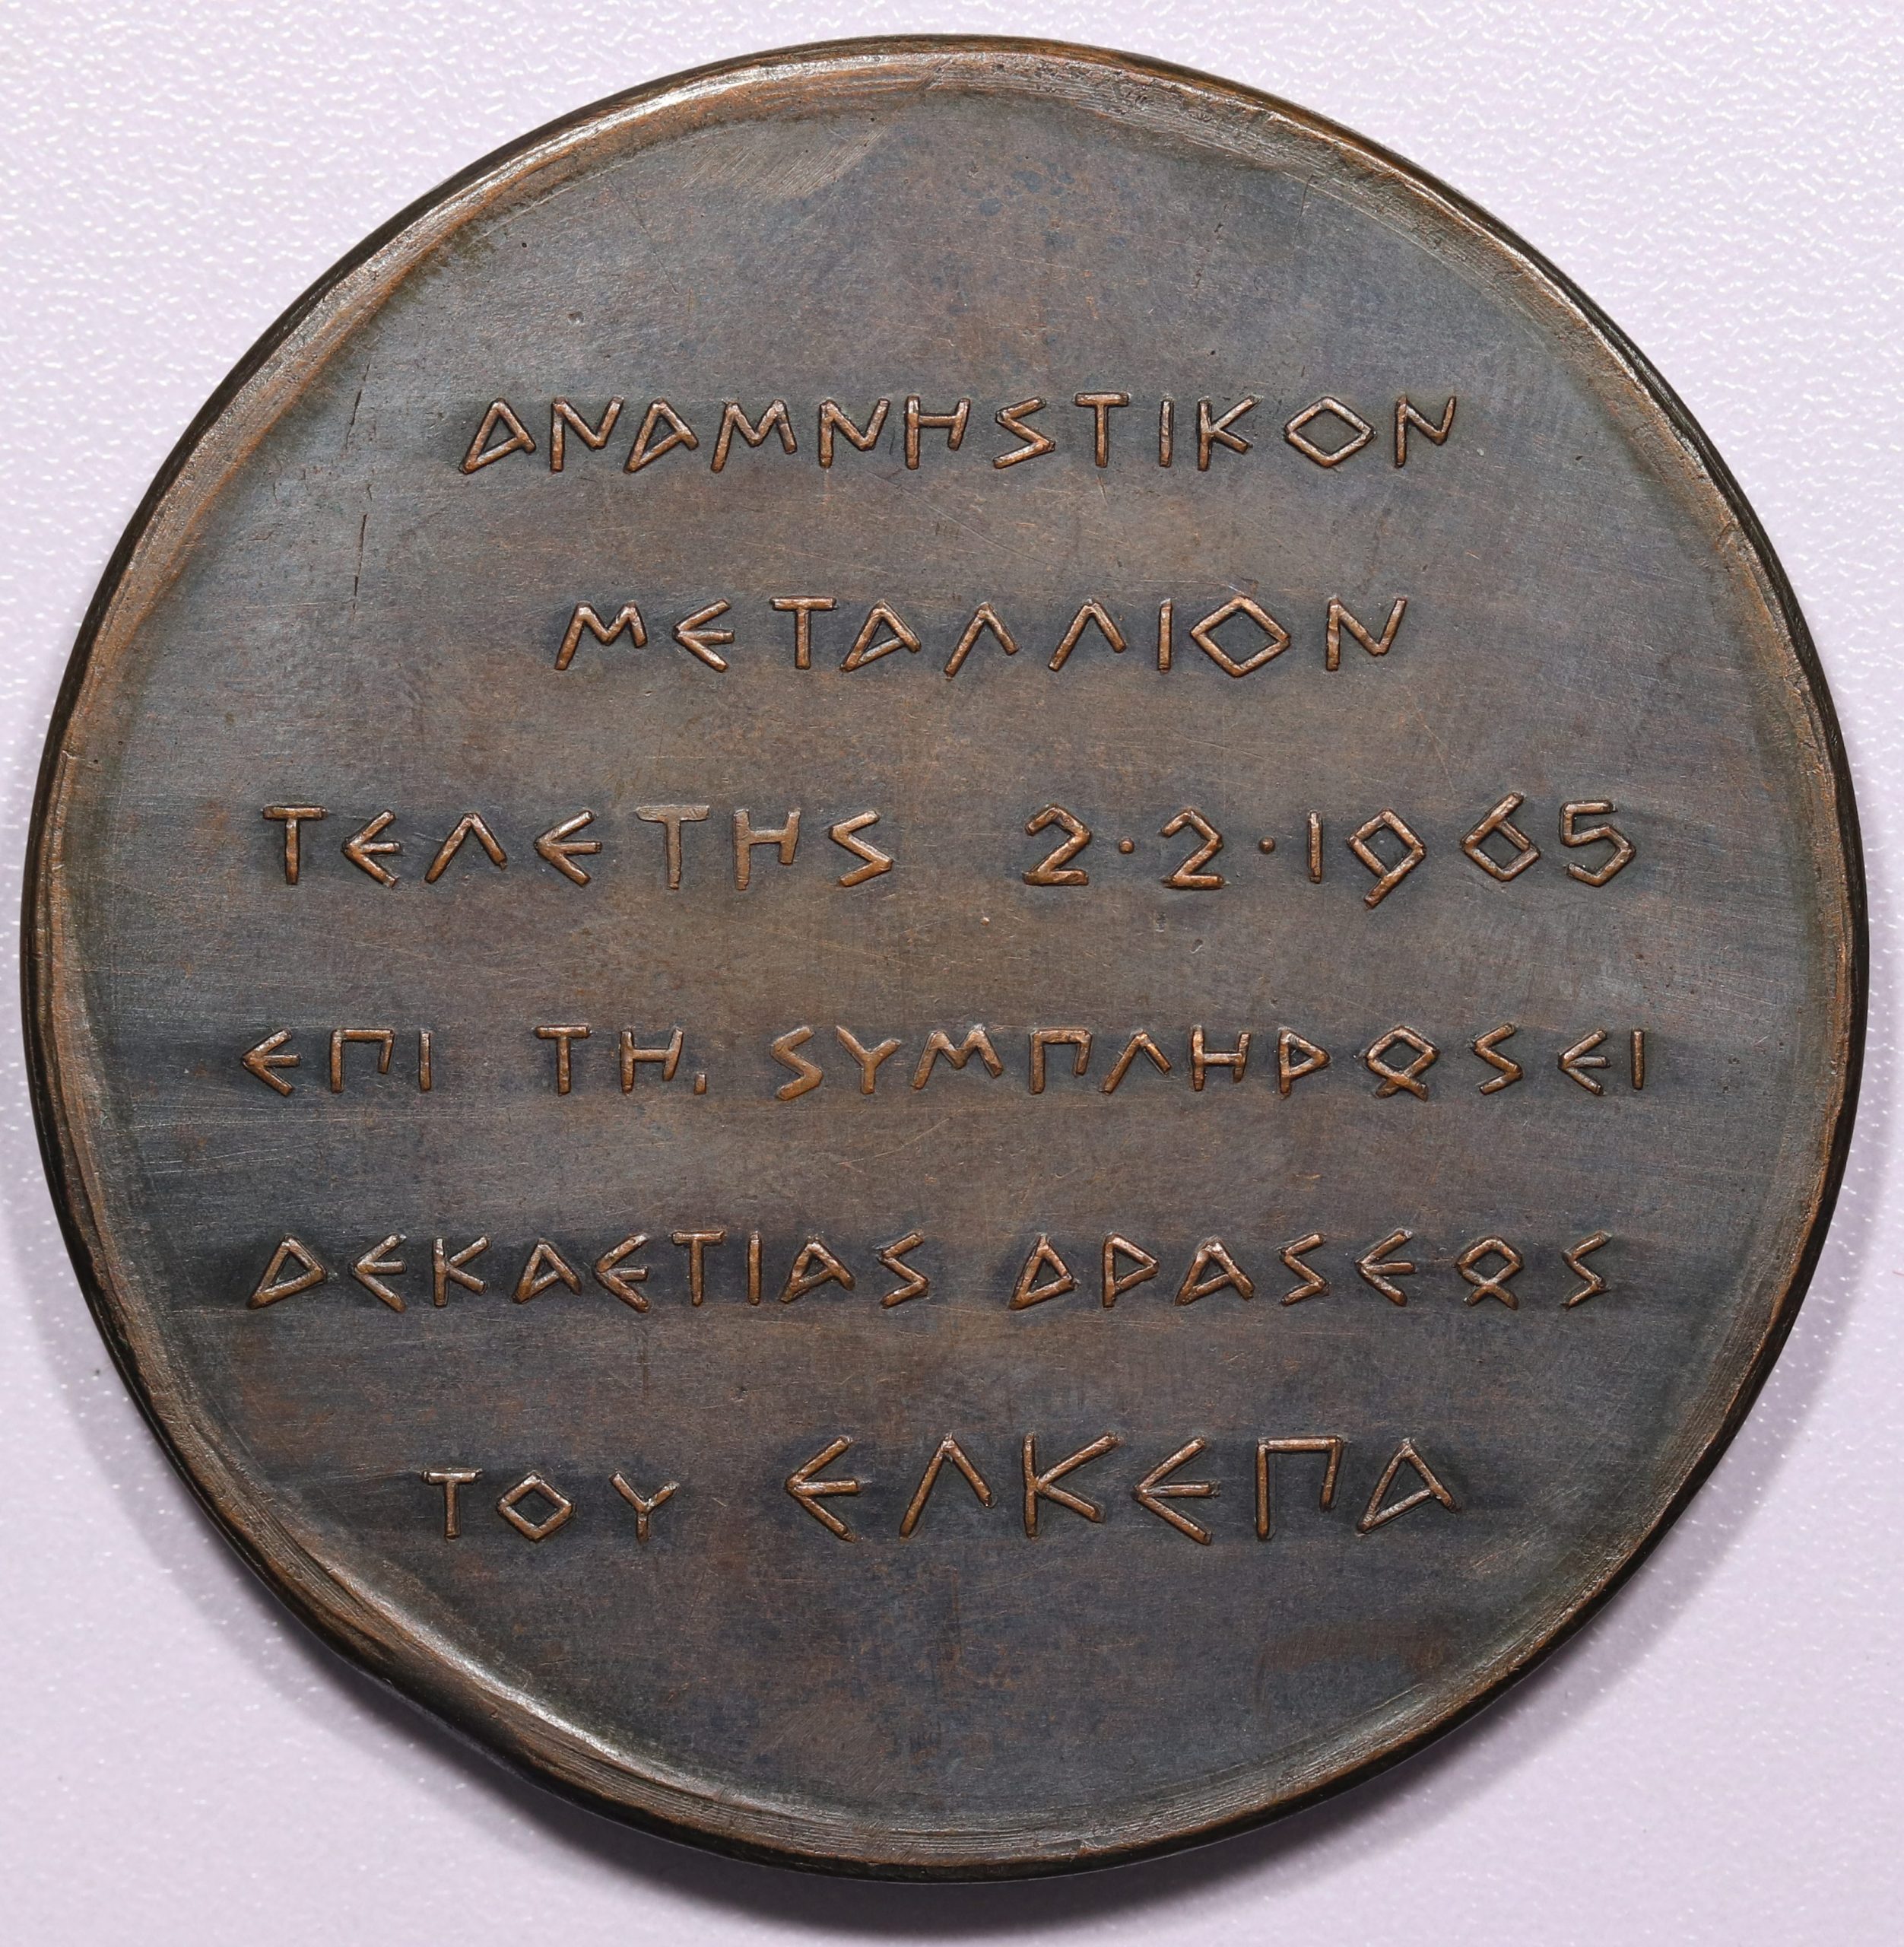 ΑΝΑΜΝΗΣΤΙΚΟΝ
ΜΕΤΑΛΛΙΟΝ
ΤΕΛΕΤΗΣ 2·2·1965
ΕΠΙ ΤΗ, ΣΥΜΠΛΗΡΩΣΕΙ
ΔΕΚΑΕΤΙΑΣ ΔΡΑΣΕΩΣ
ΤΟΥ ΕΛΚΕΠΑ